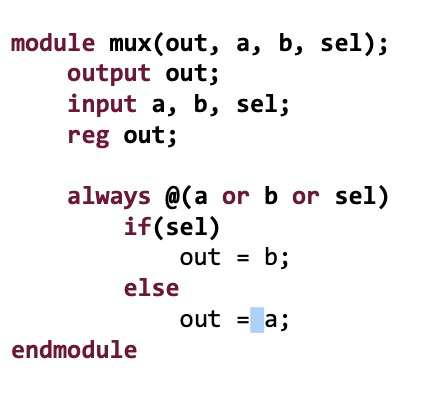 module mux(out, a, b, sel);
    output out;
    input a, b, sel;
    reg out;

    always @(a or b or sel)
        if(sel)
            out = b;
        else
            out = a;
endmodule